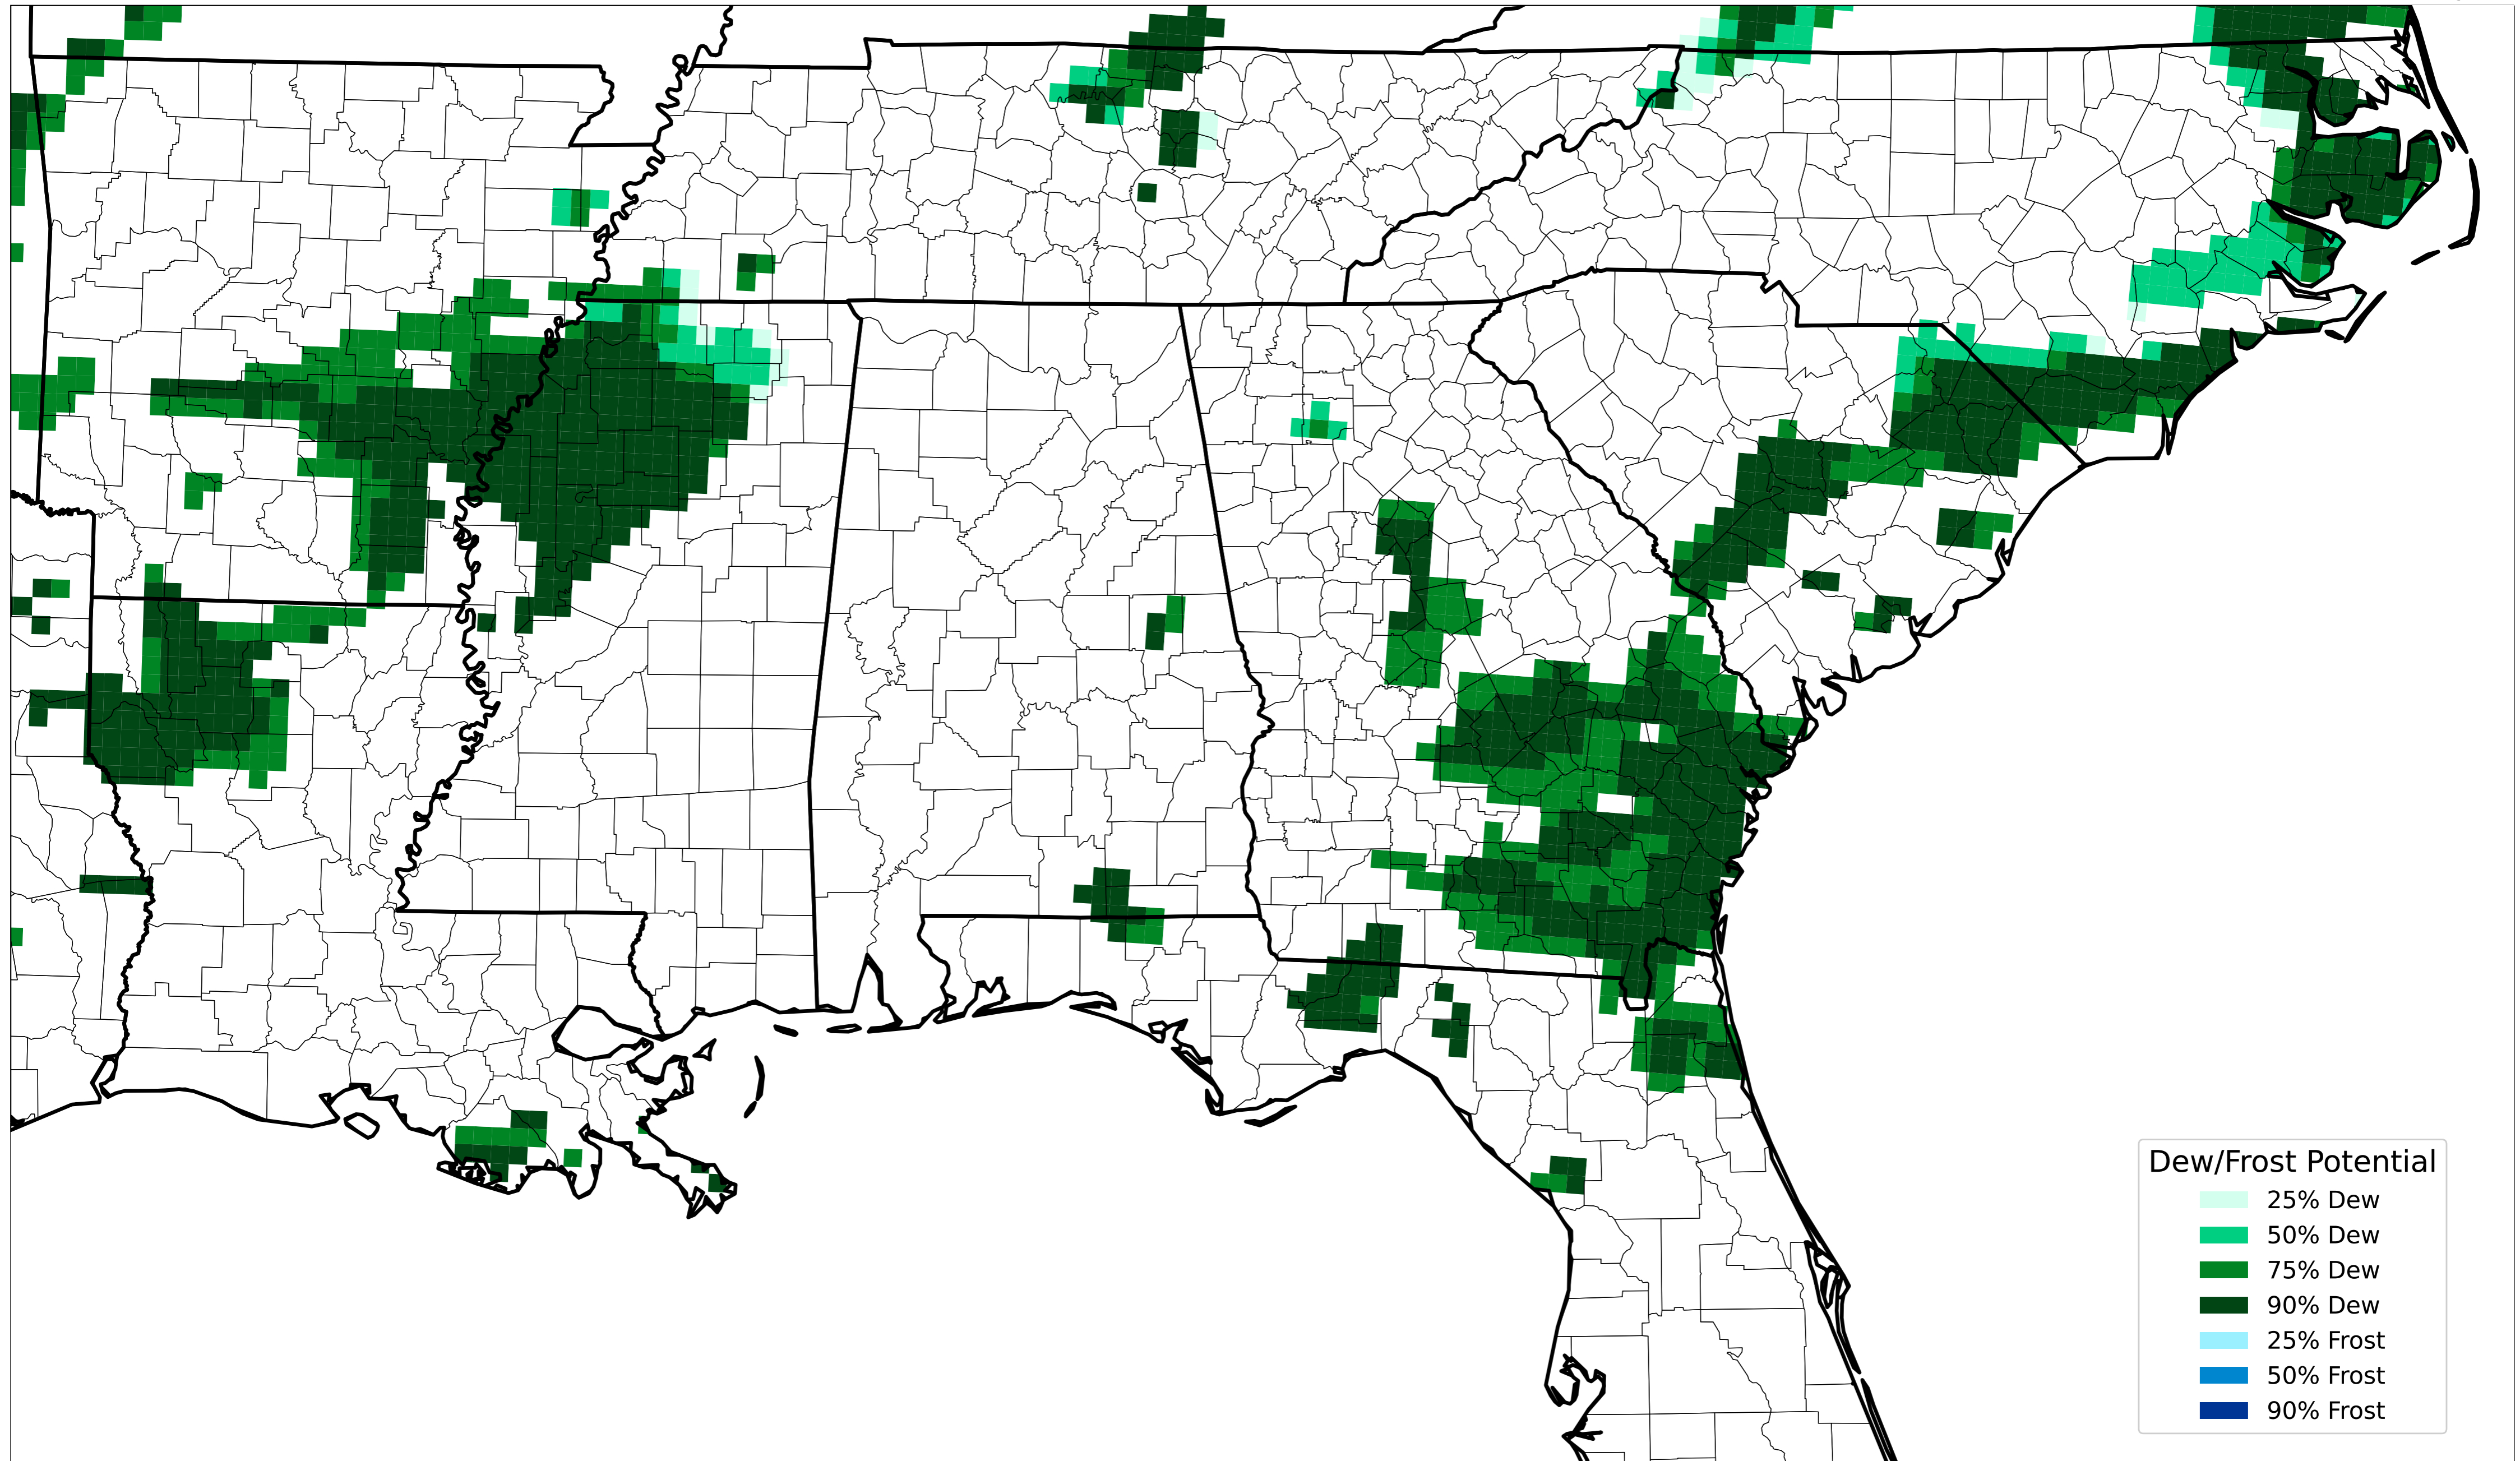 Dew/Frost Potential
25% Dew
50% Dew
75% Dew
90% Dew
25% Frost
50% Frost
90% Frost